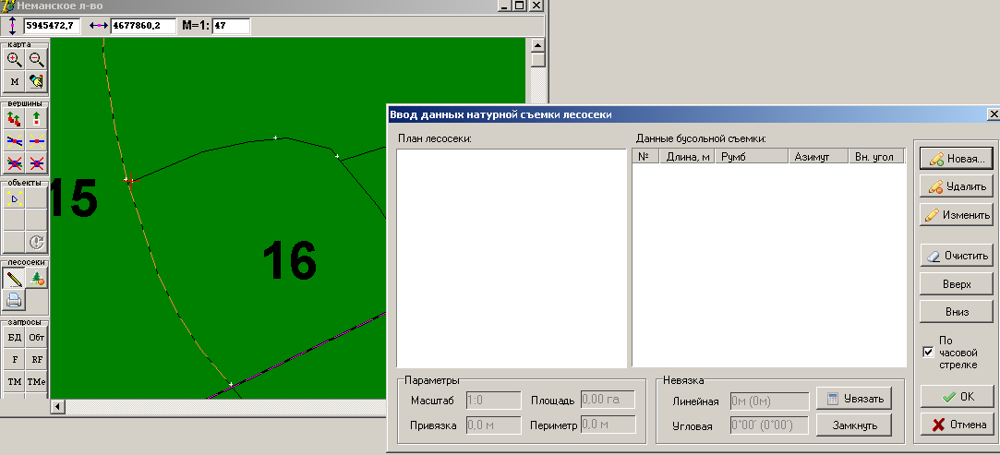 Неманское л-во
5945472,7 4677860,2 М=1: 47
карта
М
вершины
объекты
лесосеки
запросы
БД Обт
F RF
ТМ ТМе
15
16
Ввод данных натурной съемки лесосеки
План лесосеки:
Данные бусольной съемки:
№ Длина, м Румб Азимут Вн. угол
Новая...
Удалить
Изменить
Очистить
Вверх
Вниз
По часовой стрелке
OK
Отмена
Параметры
Масштаб 1:0 Площадь 0,00 га
Привязка 0,0 м Периметр 0,0 м
Невязка
Линейная 0м (0м) Увязать
Угловая 0°00' (0°00') Замкнуть